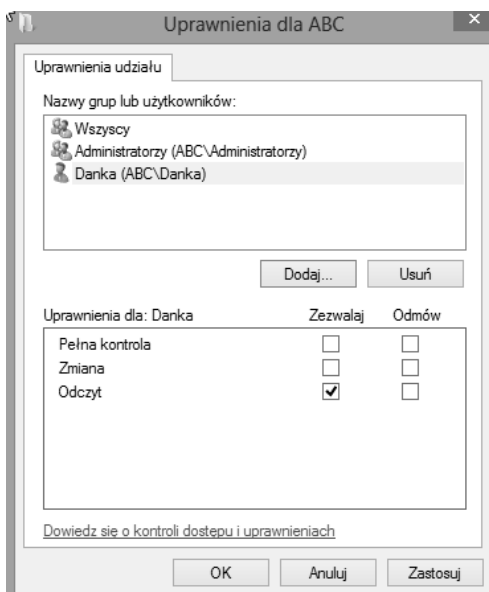 Uprawnienia dla ABC
Uprawnienia udziału
Nazwy grup lub użytkowników:
Wszyscy
Administratorzy (ABC\Administratorzy)
Danka (ABC\Danka)
Dodaj... Usuń
Uprawnienia dla: Danka Zezwalaj Odmów
Pełna kontrola
Zmiana
Odczyt
Dowiedz się o kontroli dostępu i uprawnieniach
OK Anuluj Zastosuj